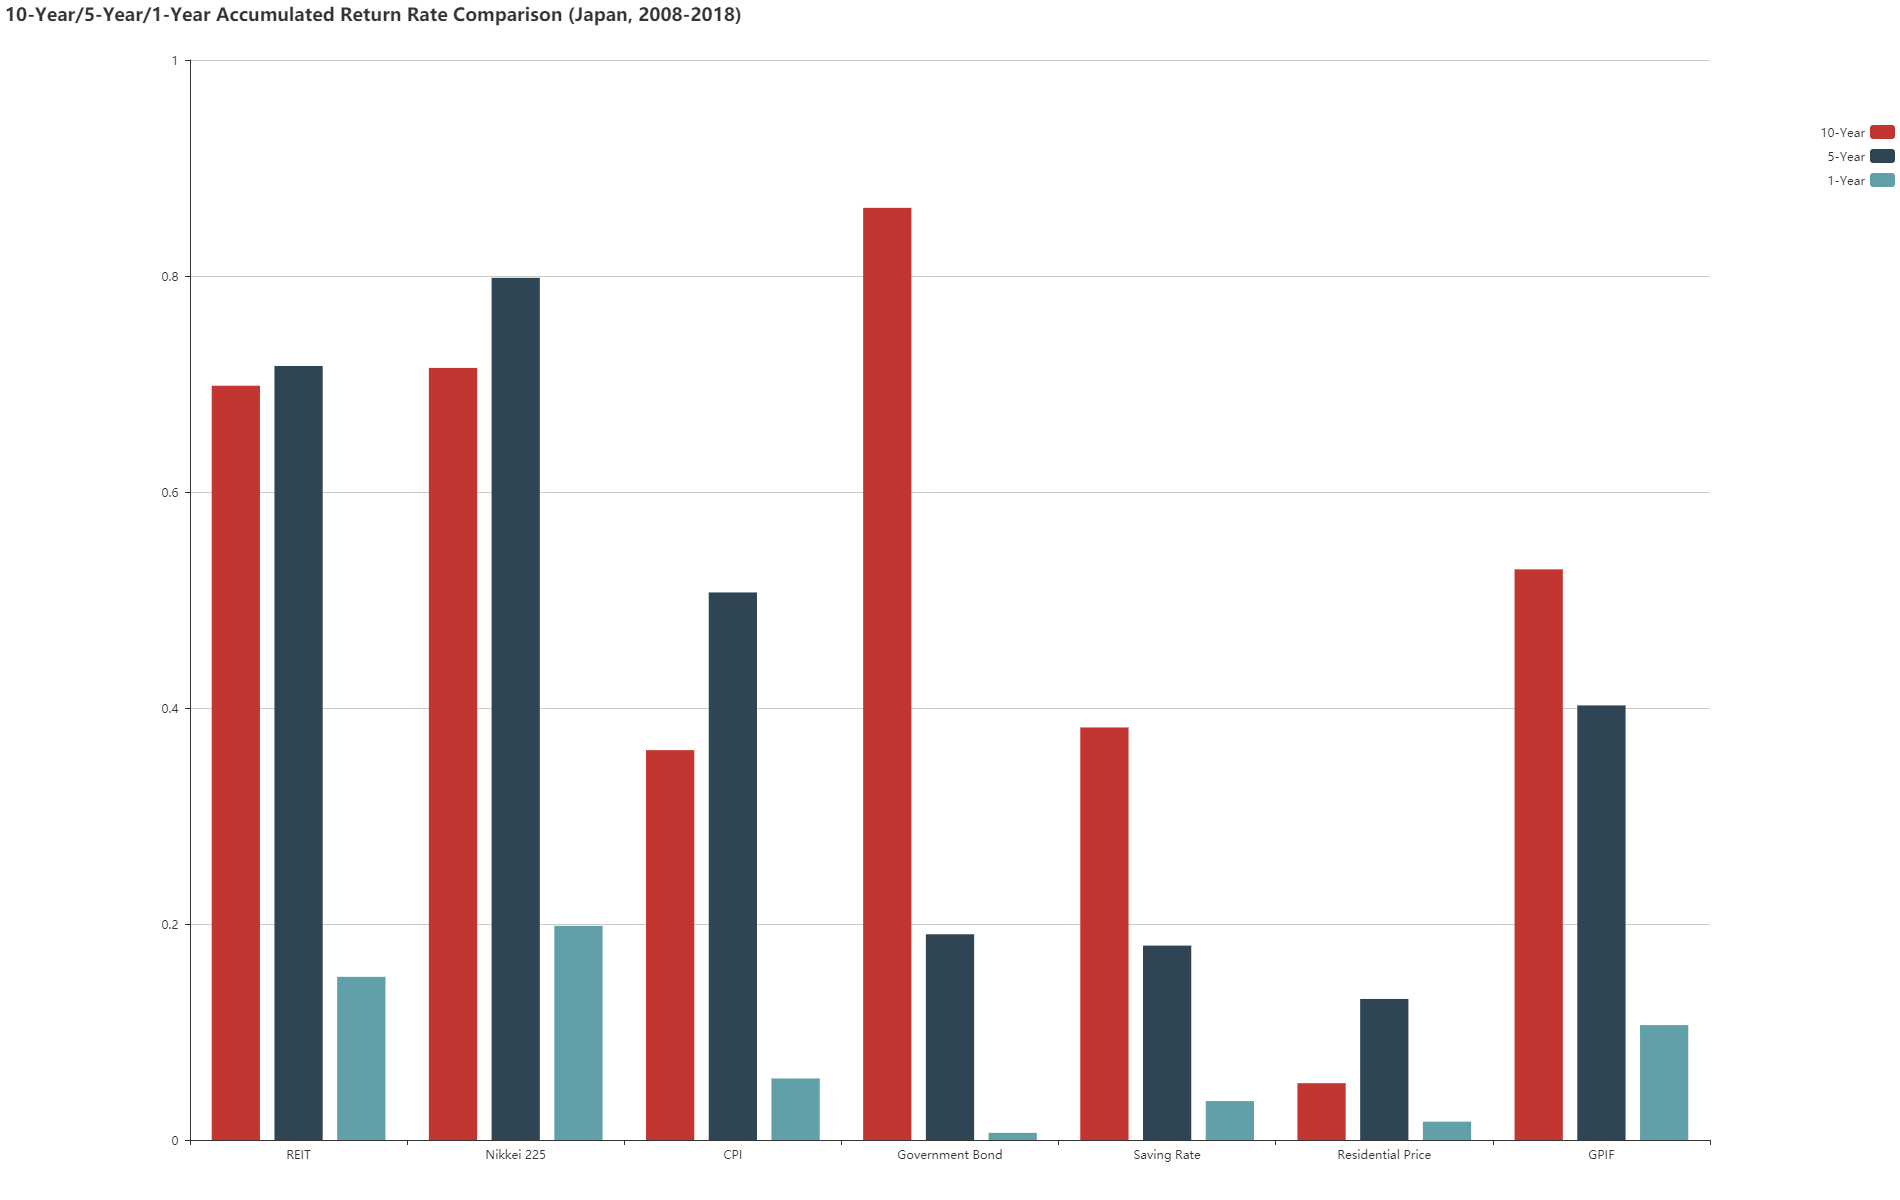 10-Year/5-Year/1-Year Accumulated Return Rate Comparison (Japan, 2008-2018)
10-Year
5-Year
1-Year
1
0.8
0.6
0.4
0.2
0
REIT
Nikkei 225
CPI
Government Bond
Saving Rate
Residential Price
GPIF